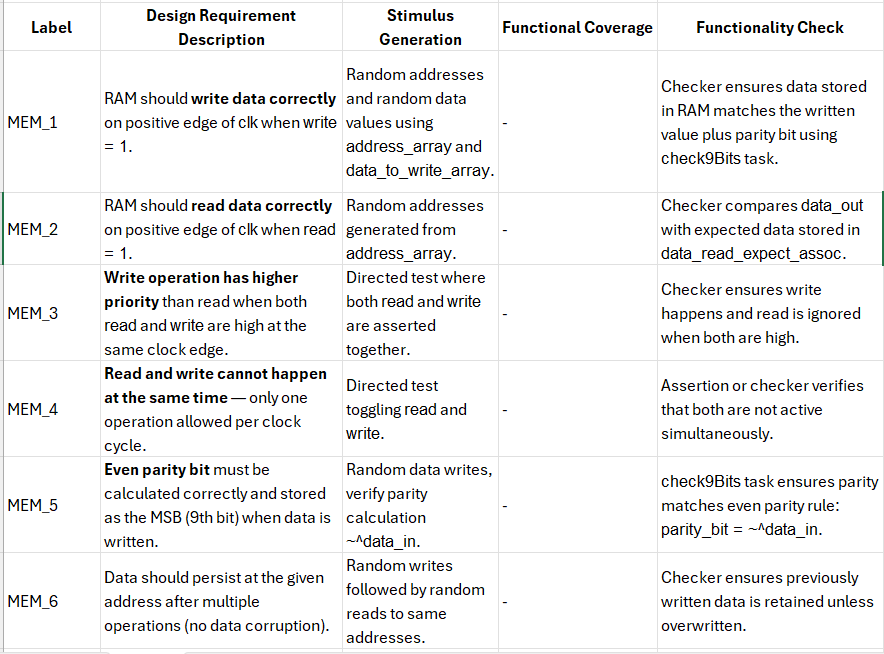 Label
Design Requirement
Description
Stimulus
Generation
Functional Coverage
Functionality Check
MEM_1
RAM should write data correctly
on positive edge of clk when write
= 1.
Random addresses
and random data
values using
address_array and
data_to_write_array.
-
Checker ensures data stored
in RAM matches the written
value plus parity bit using
check9Bits task.
MEM_2
RAM should read data correctly
on positive edge of clk when read
= 1.
Random addresses
generated from
address_array.
-
Checker compares data_out
with expected data stored in
data_read_expect_assoc.
MEM_3
Write operation has higher
priority than read when both
read and write are high at the
same clock edge.
Directed test where
both read and write
are asserted
together.
-
Checker ensures write
happens and read is ignored
when both are high.
MEM_4
Read and write cannot happen
at the same time — only one
operation allowed per clock
cycle.
Directed test
toggling read and
write.
-
Assertion or checker verifies
that both are not active
simultaneously.
MEM_5
Even parity bit must be
calculated correctly and stored
as the MSB (9th bit) when data is
written.
Random data writes,
verify parity
calculation
~^data_in.
-
check9Bits task ensures parity
matches even parity rule:
parity_bit = ~^data_in.
MEM_6
Data should persist at the given
address after multiple
operations (no data corruption).
Random writes
followed by random
reads to same
addresses.
-
Checker ensures previously
written data is retained unless
overwritten.